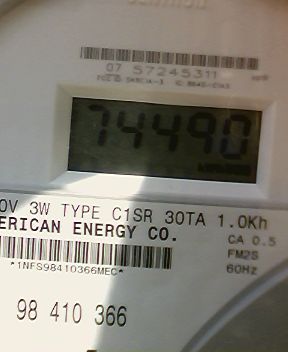 07 57245311
74490
0V 3W TYPE C1SR 30TA 1.0Kh
ERICAN ENERGY CO.
CA 0.5
FM2S
*1NFS98410366MEC*
60Hz
98 410 366